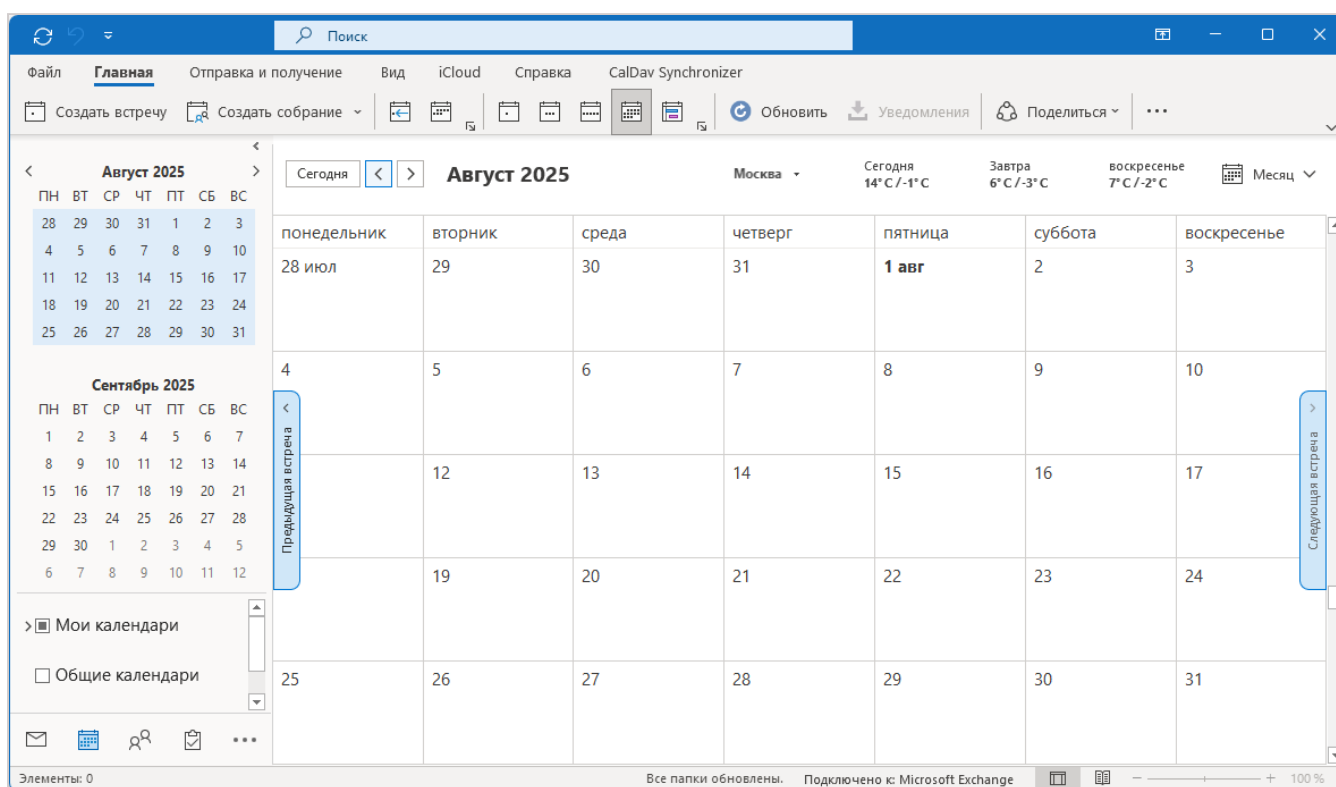 Поиск
Файл Главная Отправка и получение Вид iCloud Справка CalDav Synchronizer
Создать встречу Создать собрание Обновить Уведомления Поделиться
Август 2025
ПН ВТ СР ЧТ ПТ СБ ВС
28 29 30 31 1 2 3
4 5 6 7 8 9 10
11 12 13 14 15 16 17
18 19 20 21 22 23 24
25 26 27 28 29 30 31
Сентябрь 2025
ПН ВТ СР ЧТ ПТ СБ ВС
1 2 3 4 5 6 7
8 9 10 11 12 13 14
15 16 17 18 19 20 21
22 23 24 25 26 27 28
29 30 1 2 3 4 5
6 7 8 9 10 11 12
Мои календари
Общие календари
Сегодня Август 2025 Москва
Сегодня
14° C / -1° C
Завтра
6° C / -3° C
воскресенье
7° C / -2° C
Месяц
понедельник вторник среда четверг пятница суббота воскресенье
28 июл 29 30 31 1 авг 2 3
4 5 6 7 8 9 10
12 13 14 15 16 17
19 20 21 22 23 24
25 26 27 28 29 30 31
Предыдущая встреча
Следующая встреча
Элементы: 0 Все папки обновлены. Подключено к: Microsoft Exchange 100 %